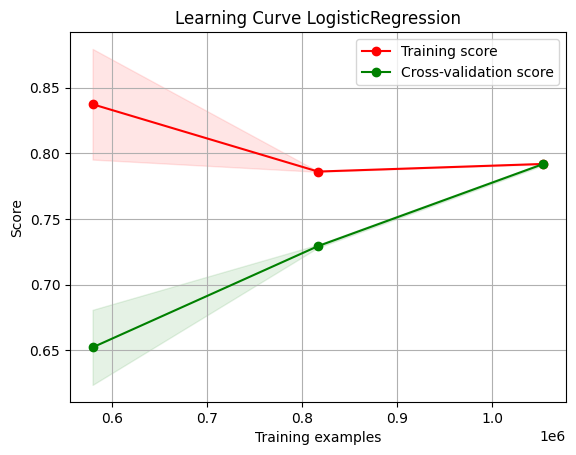 Learning Curve LogisticRegression
Training score
Cross-validation score
Score
0.85
0.80
0.75
0.70
0.65
0.6 0.7 0.8 0.9 1.0
1e6
Training examples